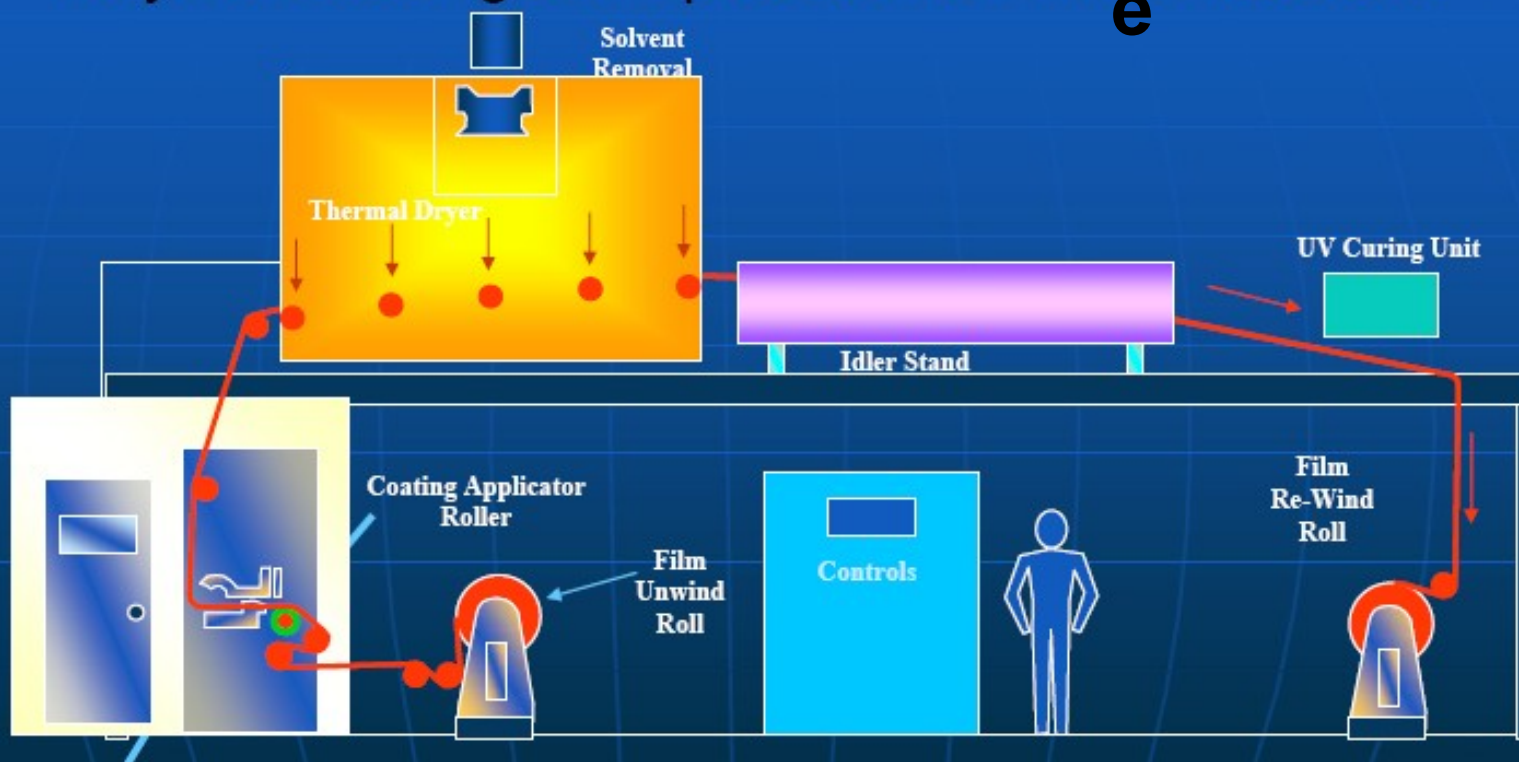 e
Solvent
Removal
Thermal Dryer
UV Curing Unit
Idler Stand
Coating Applicator
Roller
Film
Unwind
Roll
Controls
Film
Re-Wind
Roll